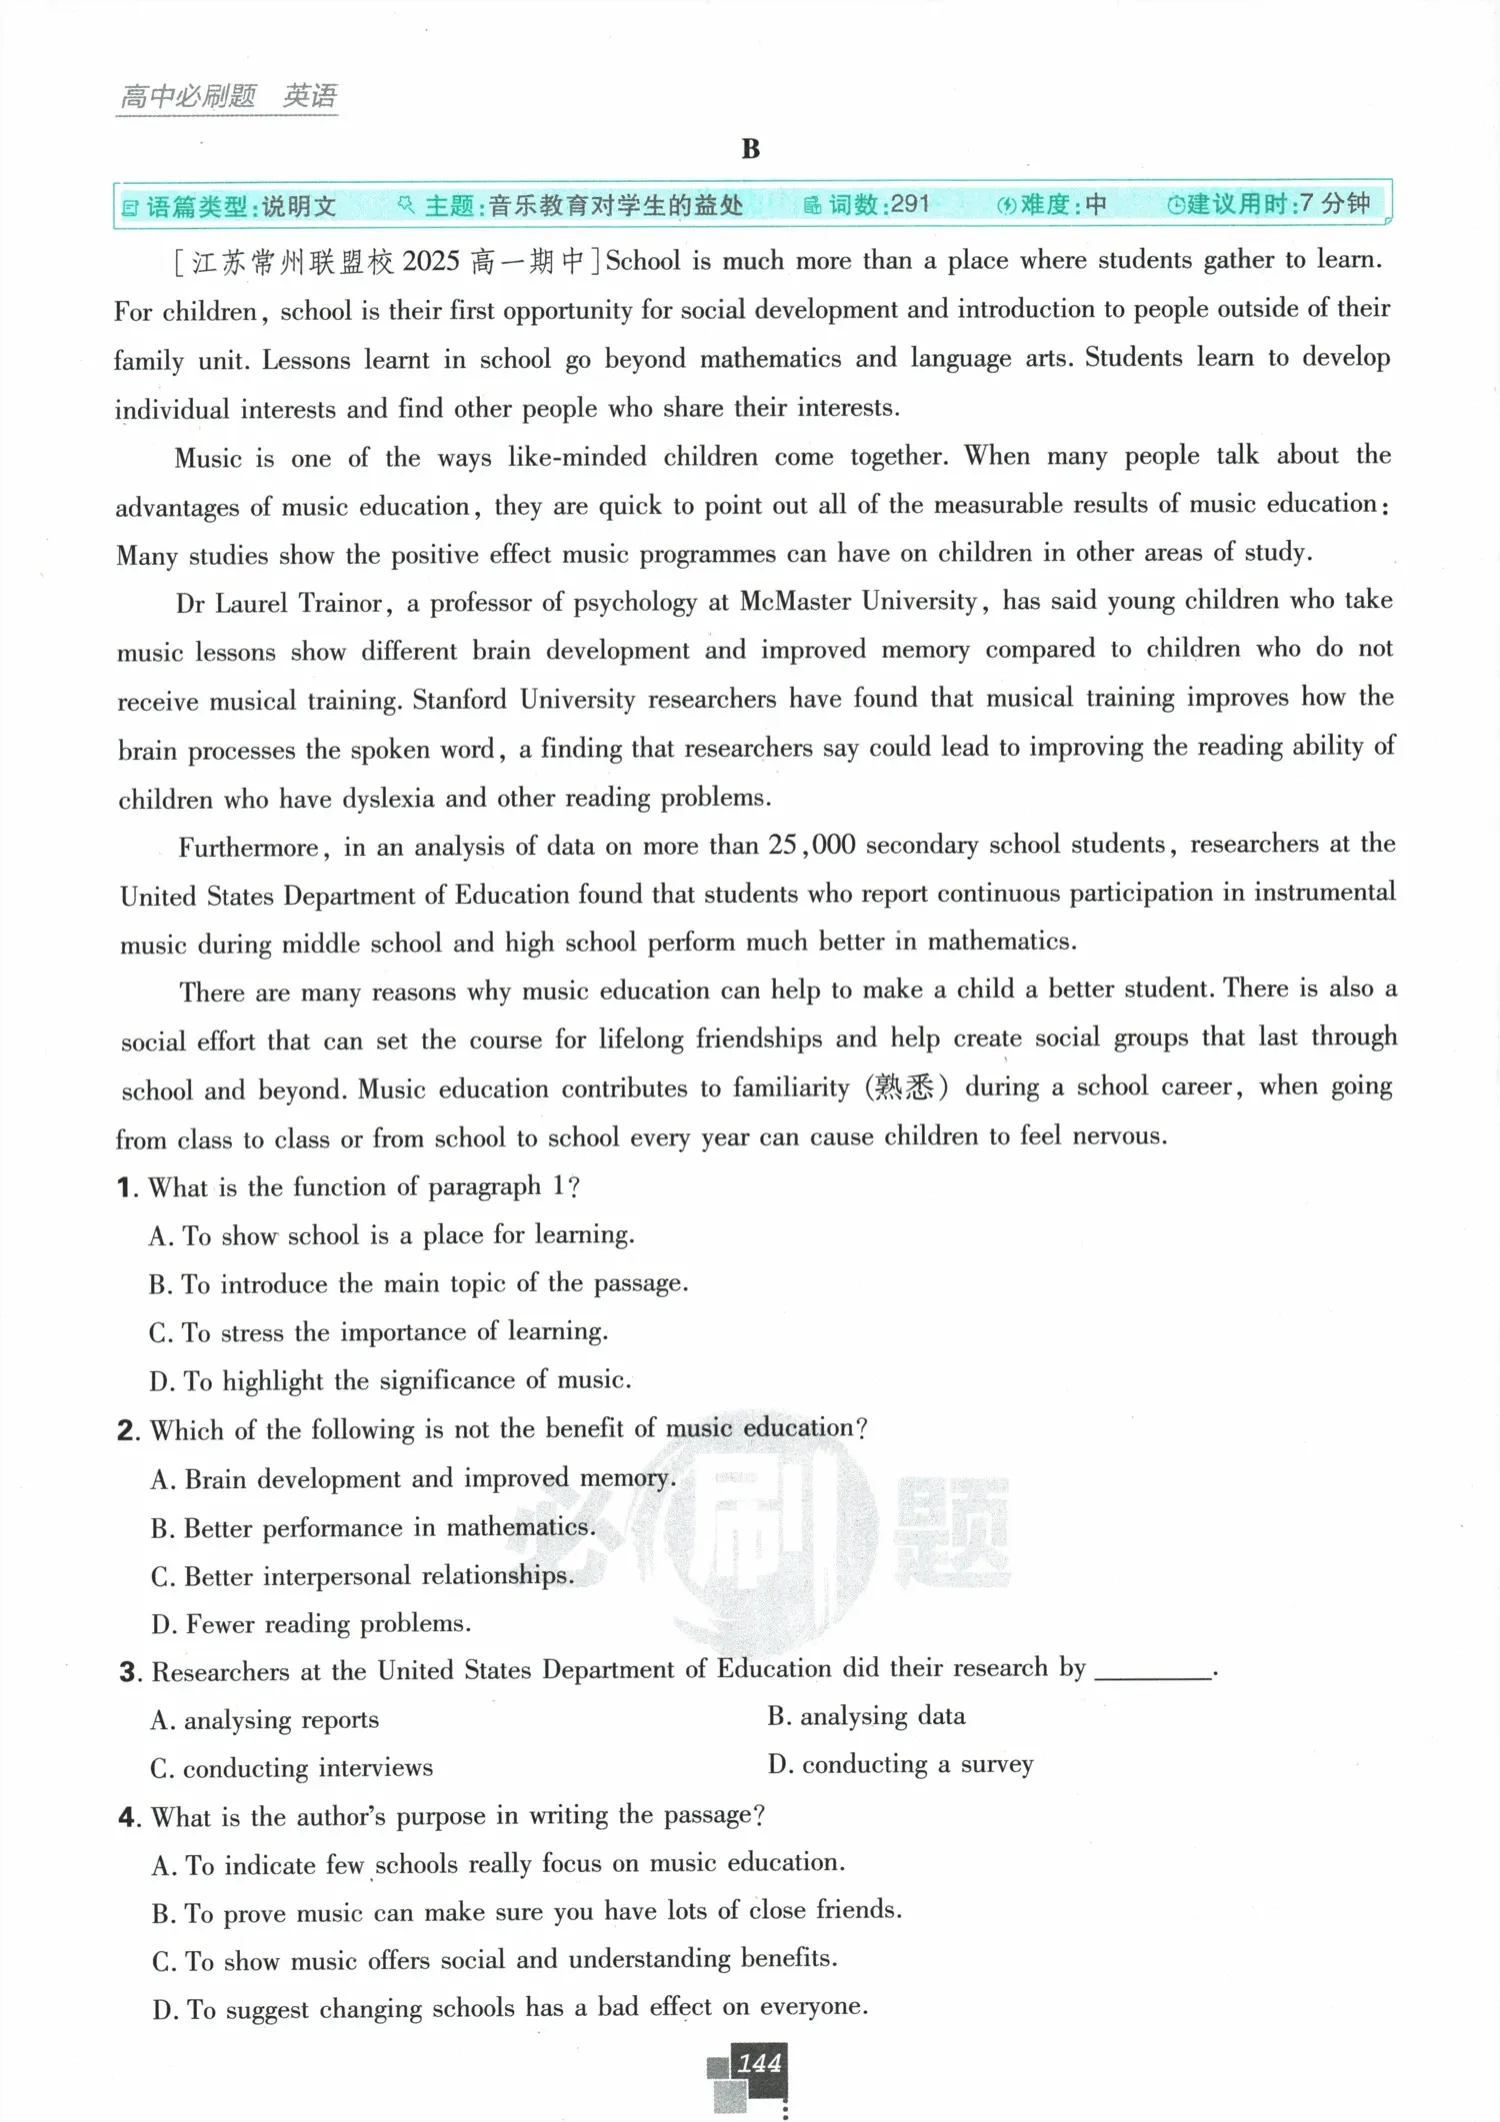 高中必刷题 英语
B
语篇类型:说明文 主题:音乐教育对学生的益处 词数:291 难度:中 建议用时:7 分钟
[江苏常州联盟校 2025 高一期中]School is much more than a place where students gather to learn.
For children, school is their first opportunity for social development and introduction to people outside of their
family unit. Lessons learnt in school go beyond mathematics and language arts. Students learn to develop
individual interests and find other people who share their interests.
Music is one of the ways like-minded children come together. When many people talk about the
advantages of music education, they are quick to point out all of the measurable results of music education:
Many studies show the positive effect music programmes can have on children in other areas of study.
Dr Laurel Trainor, a professor of psychology at McMaster University, has said young children who take
music lessons show different brain development and improved memory compared to children who do not
receive musical training. Stanford University researchers have found that musical training improves how the
brain processes the spoken word, a finding that researchers say could lead to improving the reading ability of
children who have dyslexia and other reading problems.
Furthermore, in an analysis of data on more than 25,000 secondary school students, researchers at the
United States Department of Education found that students who report continuous participation in instrumental
music during middle school and high school perform much better in mathematics.
There are many reasons why music education can help to make a child a better student. There is also a
social effort that can set the course for lifelong friendships and help create social groups that last through
school and beyond. Music education contributes to familiarity (熟悉) during a school career, when going
from class to class or from school to school every year can cause children to feel nervous.
1. What is the function of paragraph 1?
A. To show school is a place for learning.
B. To introduce the main topic of the passage.
C. To stress the importance of learning.
D. To highlight the significance of music.
2. Which of the following is not the benefit of music education?
A. Brain development and improved memory.
B. Better performance in mathematics.
C. Better interpersonal relationships.
D. Fewer reading problems.
必刷题
3. Researchers at the United States Department of Education did their research by ________.
A. analysing reports B. analysing data
C. conducting interviews D. conducting a survey
4. What is the author's purpose in writing the passage?
A. To indicate few schools really focus on music education.
B. To prove music can make sure you have lots of close friends.
C. To show music offers social and understanding benefits.
D. To suggest changing schools has a bad effect on everyone.
144